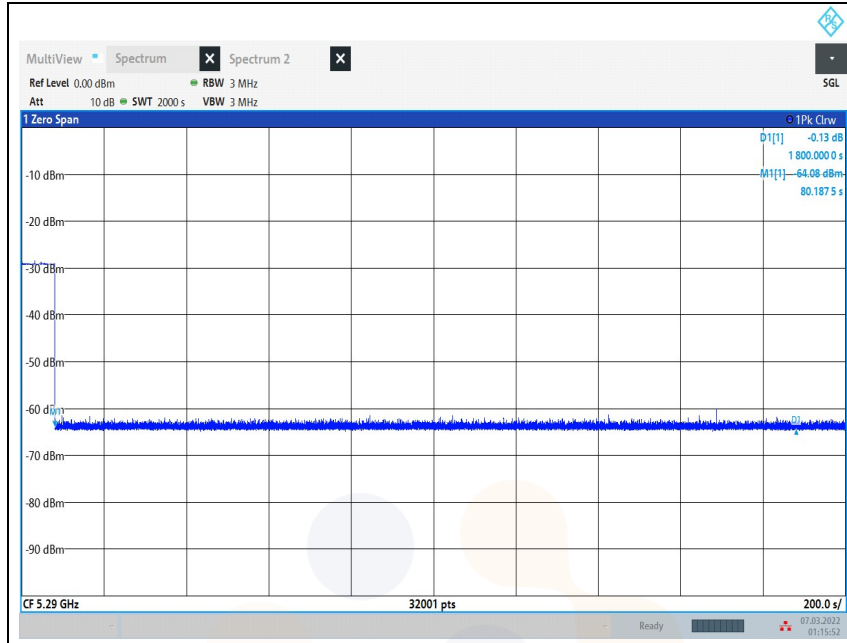 R S
MultiView Spectrum X Spectrum 2 X
Ref Level 0.00 dBm RBW 3 MHz SGL
Att 10 dB SWT 2000 s VBW 3 MHz
1 Zero Span 1Pk Clrw
D1[1] -0.13 dB
1 800.000 0 s
-10 dBm M1[1] -64.08 dBm
80.187 5 s
-20 dBm
-30 dBm
-40 dBm
-50 dBm
-60 dBm
M1
D1
-70 dBm
-80 dBm
-90 dBm
CF 5.29 GHz 32001 pts 200.0 s/
Ready 07.03.2022
01:15:52